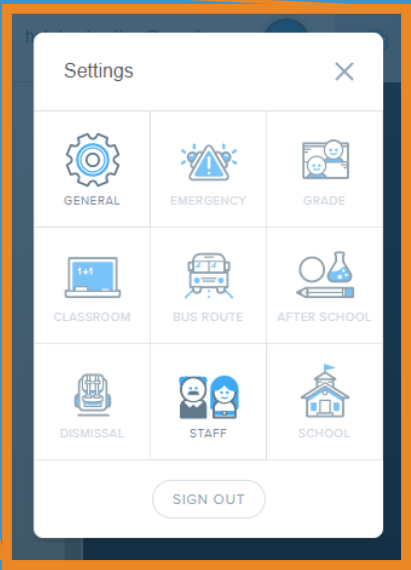 Settings
GENERAL
EMERGENCY
GRADE
1+1
CLASSROOM
BUS ROUTE
AFTER SCHOOL
DISMISSAL
STAFF
SCHOOL
SIGN OUT